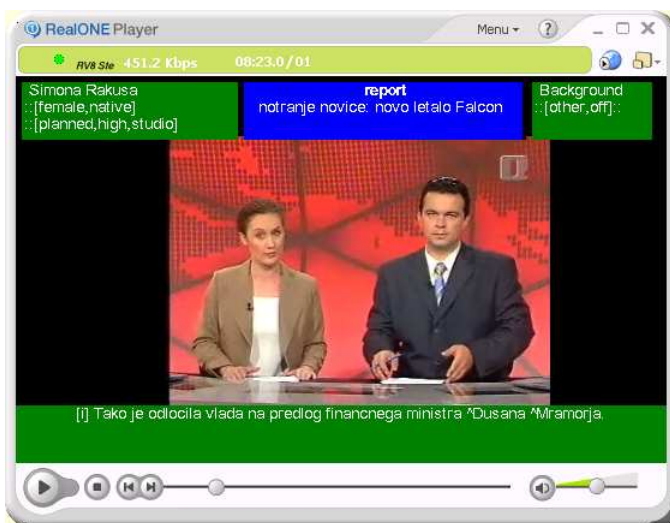 RealONE Player
Menu
?
RV8 Ste 451.2 Kbps 08:23.0/01
Simona Rakusa
::[female,native]
::[planned,high,studio]
report
notranje novice: novo letalo Falcon
Background
::[other,off]::
[i] Tako je odlocila vlada na predlog financnega ministra ^Dusana ^Mramorja.